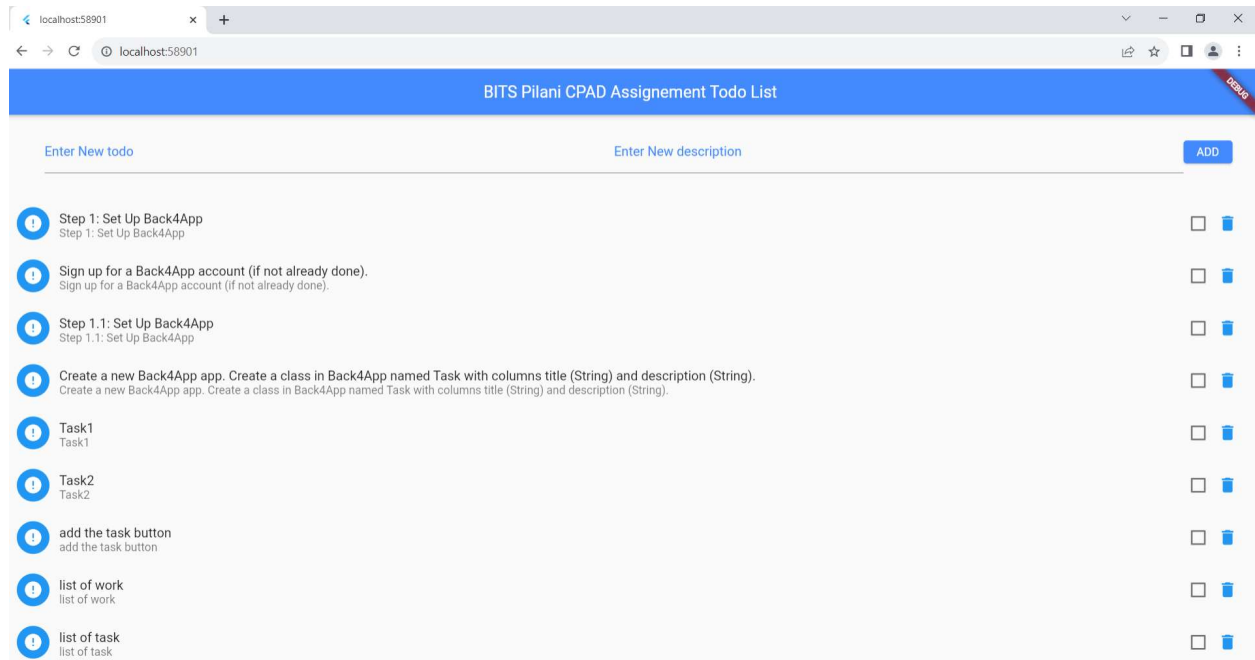 localhost:58901
localhost:58901
BITS Pilani CPAD Assignement Todo List
DEBUG
Enter New todo Enter New description ADD
Step 1: Set Up Back4App
Step 1: Set Up Back4App
Sign up for a Back4App account (if not already done).
Sign up for a Back4App account (if not already done).
Step 1.1: Set Up Back4App
Step 1.1: Set Up Back4App
Create a new Back4App app. Create a class in Back4App named Task with columns title (String) and description (String).
Create a new Back4App app. Create a class in Back4App named Task with columns title (String) and description (String).
Task1
Task1
Task2
Task2
add the task button
add the task button
list of work
list of work
list of task
list of task